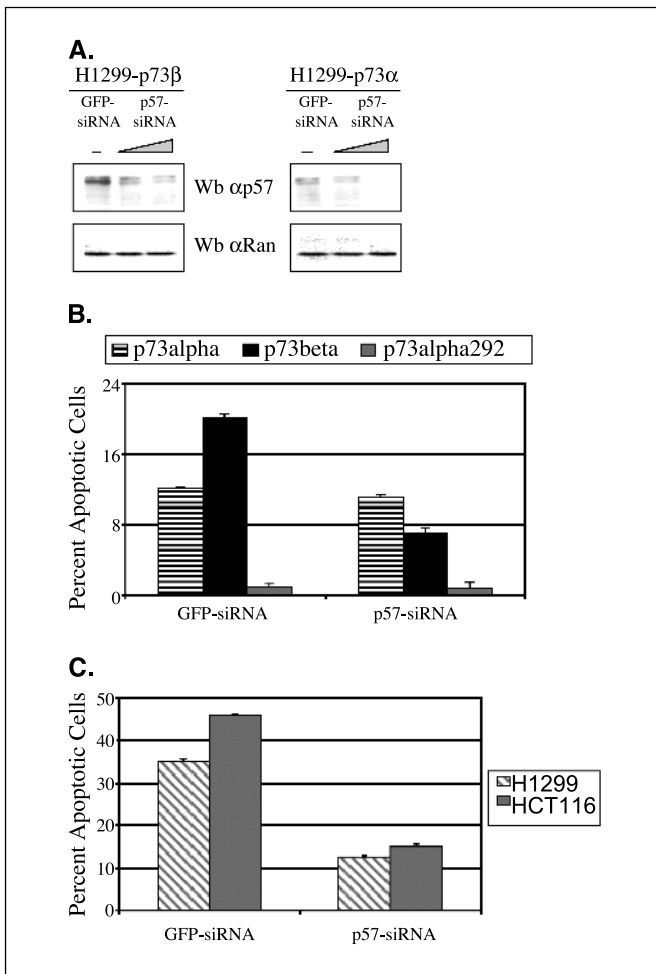 A.
H1299-p73β
H1299-p73α
GFP- p57-
siRNA siRNA
GFP- p57-
siRNA siRNA
–
–
Wb αp57
Wb αRan
B.
p73alpha p73beta p73alpha292
Percent Apoptotic Cells
24
16
8
0
GFP-siRNA p57-siRNA
C.
Percent Apoptotic Cells
50
40
30
20
10
0
H1299
HCT116
GFP-siRNA p57-siRNA